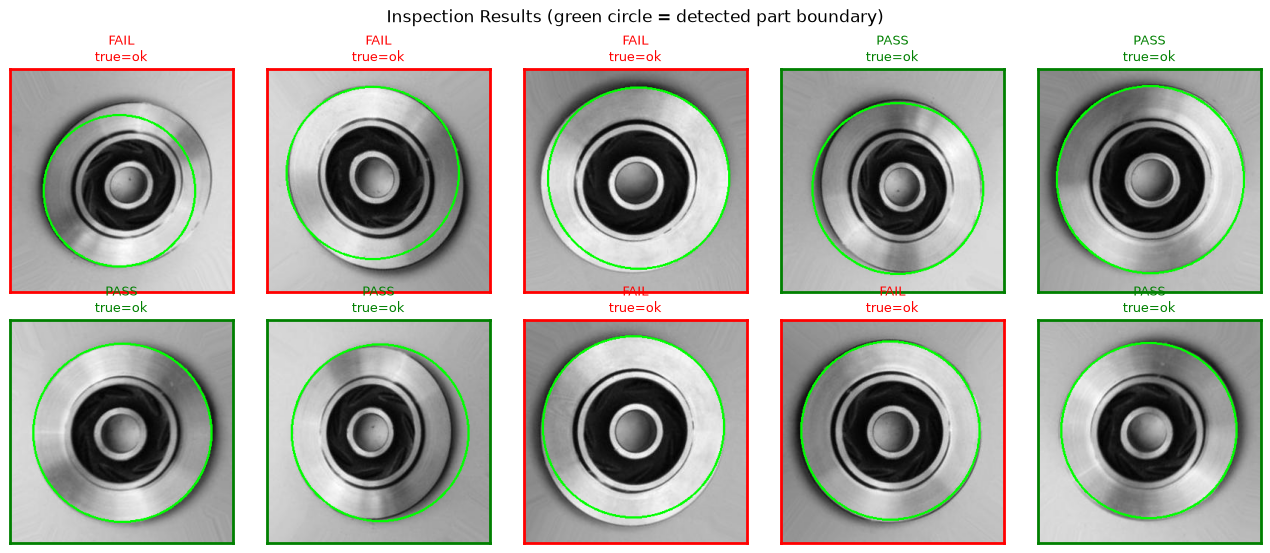 Inspection Results (green circle = detected part boundary)
FAIL
true=ok
FAIL
true=ok
FAIL
true=ok
PASS
true=ok
PASS
true=ok
PASS
true=ok
PASS
true=ok
FAIL
true=ok
FAIL
true=ok
PASS
true=ok